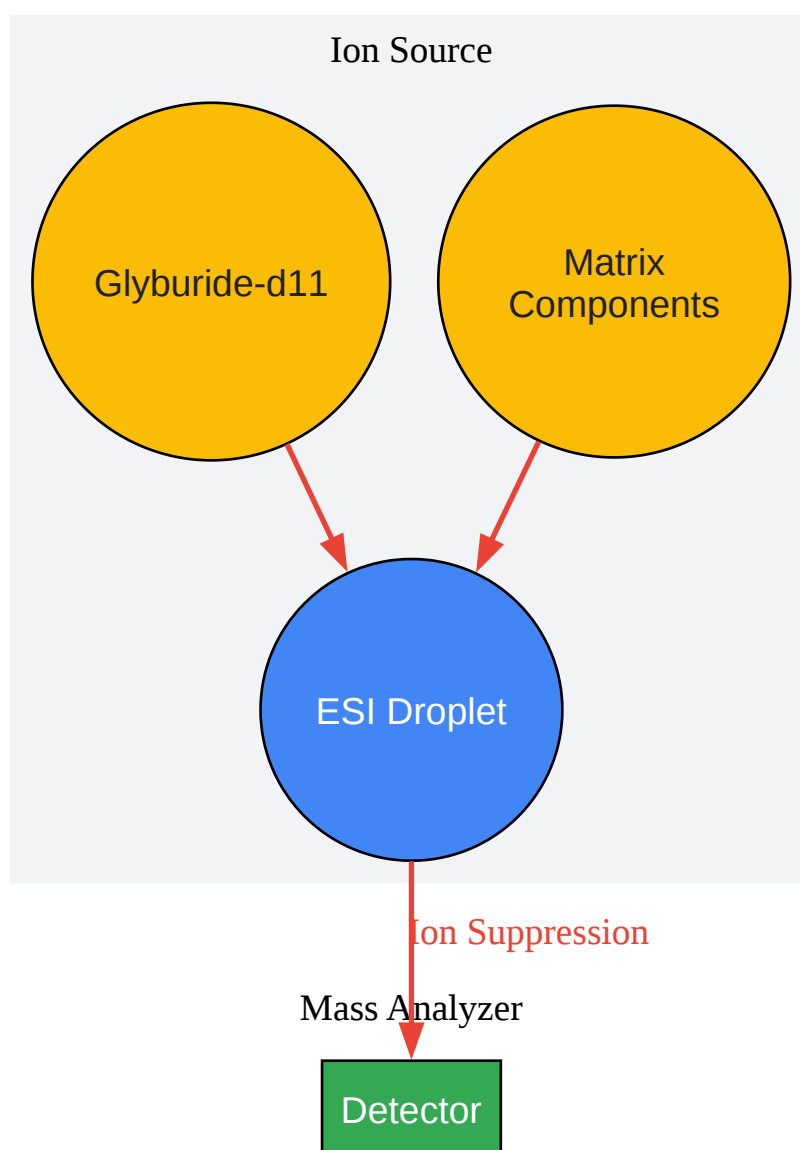 Ion Source
Glyburide-d11
Matrix
Components
ESI Droplet
Ion Suppression
Mass Analyzer
Detector